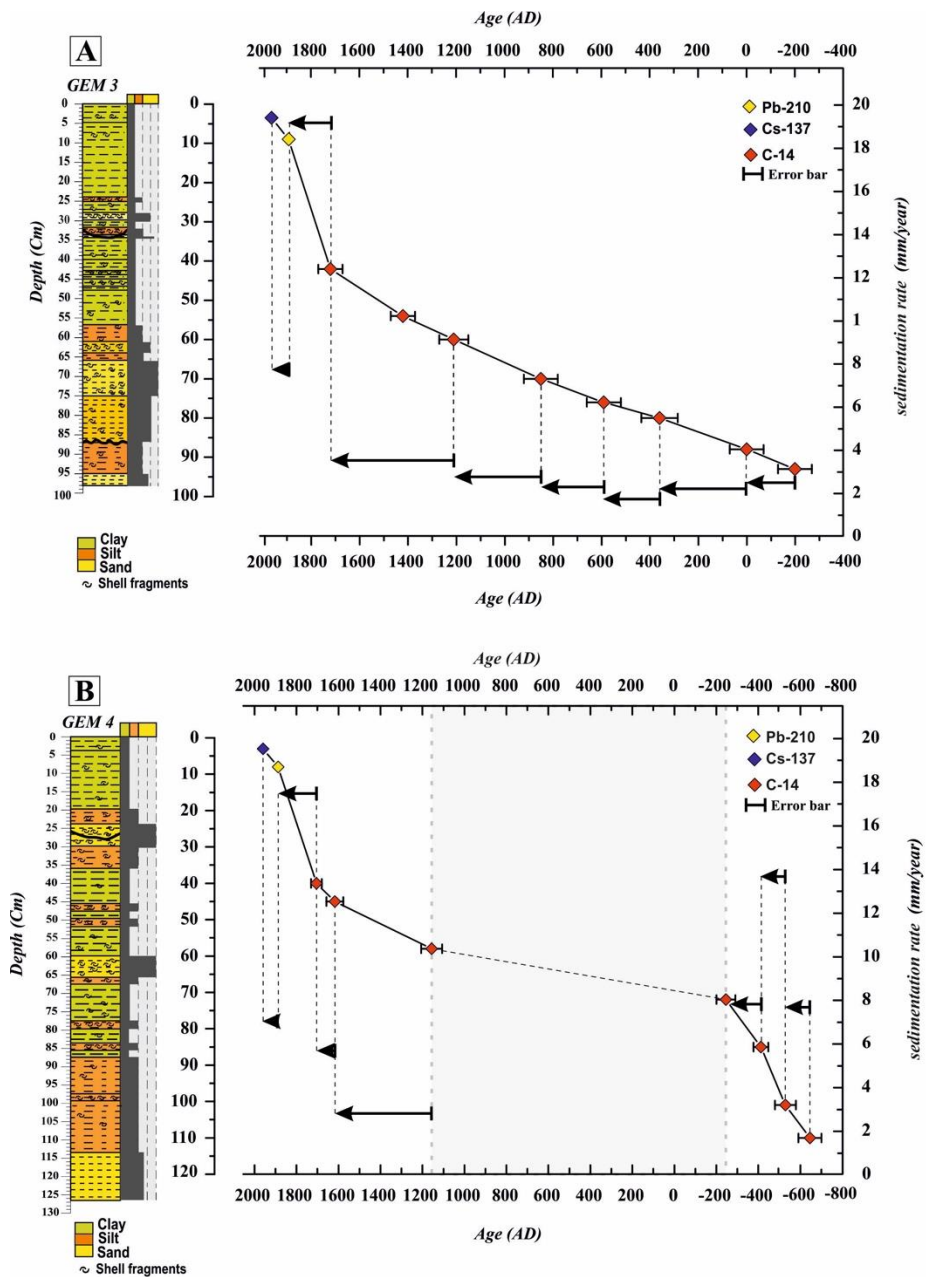 Age (AD)
2000 1800 1600 1400 1200 1000 800 600 400 200 0 -200 -400
A
GEM 3
0
5
10
15
20
25
30
35
40
45
50
55
60
65
70
75
80
85
90
95
100
Depth (Cm)
0
10
20
30
40
50
60
70
80
90
100
Pb-210
Cs-137
C-14
Error bar
20
18
16
14
12
1
8
6
4
2
0
sedimentation rate (mm/year)
2000 1800 1600 1400 1200 1000 800 600 400 200 0 -200 -400
Age (AD)
Clay
Silt
Sand
Shell fragments
Age (AD)
2000 1800 1600 1400 1200 1000 800 600 400 200 0 -200 -400 -600 -800
B
GEM 4
0
5
10
15
20
25
30
35
40
45
50
55
60
65
70
75
80
85
90
95
100
105
110
115
120
125
130
Depth (Cm)
0
10
20
30
40
50
60
70
80
90
100
110
120
Pb-210
Cs-137
C-14
Error bar
20
18
16
14
12
10
8
6
4
2
0
sedimentation rate (mm/year)
2000 1800 1600 1400 1200 1000 800 600 400 200 0 -200 -400 -600 -800
Age (AD)
Clay
Silt
Sand
Shell fragments